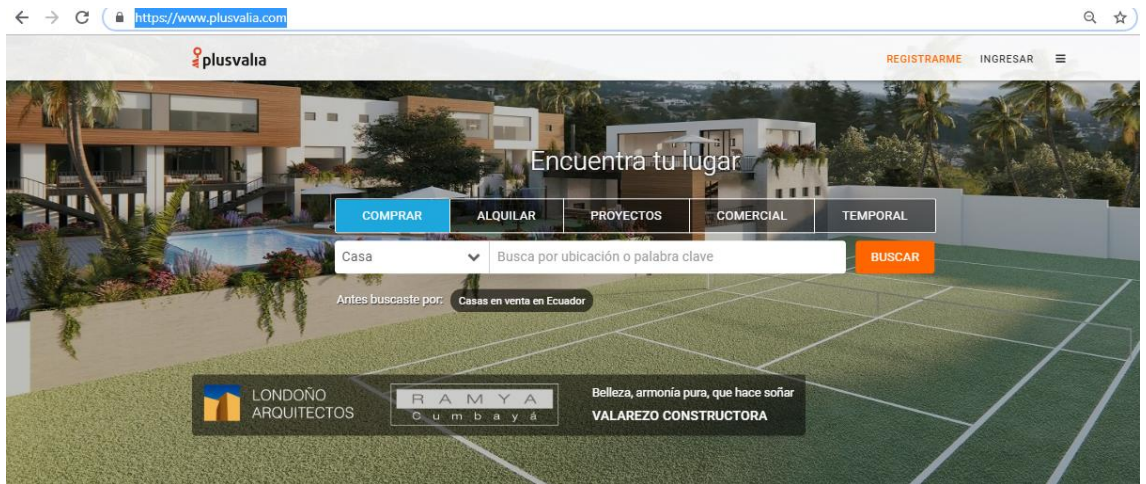 https://www.plusvalia.com
plusvalia
REGISTRARME INGRESAR
Encuentra tu lugar
COMPRAR ALQUILAR PROYECTOS COMERCIAL TEMPORAL
Casa Busca por ubicación o palabra clave BUSCAR
Antes buscaste por: Casas en venta en Ecuador
LONDOÑO
ARQUITECTOS
RAMYA
Cumbayá
Belleza, armonía pura, que hace soñar
VALAREZO CONSTRUCTORA